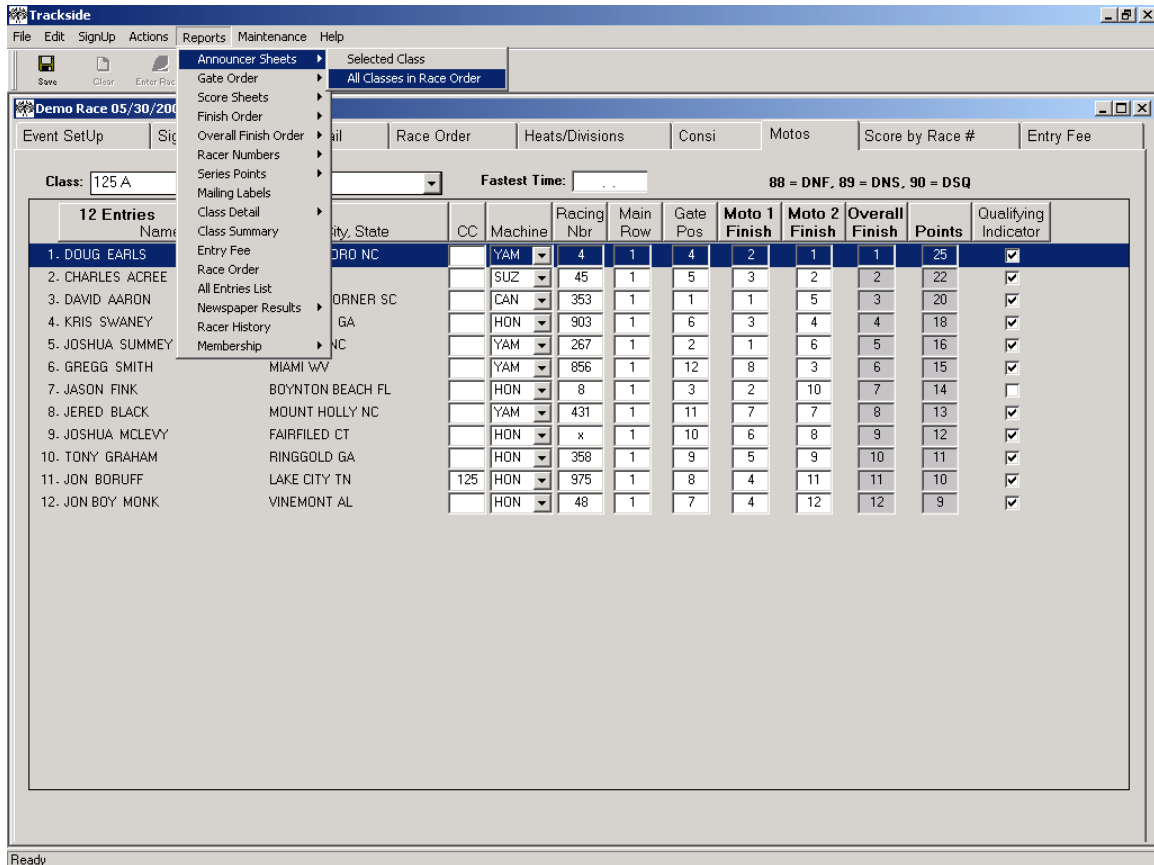 Trackside
File Edit SignUp Actions Reports Maintenance Help
Save Clear Enter Rac
Announcer Sheets
Selected Class
All Classes in Race Order
Gate Order
Score Sheets
Finish Order
Overall Finish Order
Racer Numbers
Series Points
Mailing Labels
Class Detail
Class Summary
Entry Fee
Race Order
All Entries List
Newspaper Results
Racer History
Membership
Demo Race 05/30/200
Event SetUp Sig ail Race Order Heats/Divisions Consi Motos Score by Race # Entry Fee
Class: 125 A Fastest Time: . . 88 = DNF, 89 = DNS, 90 = DSQ
12 Entries Racing Main Gate Moto 1 Moto 2 Overall Qualifying
Name ity, State CC Machine Nbr Row Pos Finish Finish Finish Points Indicator
1. DOUG EARLS ORO NC YAM 4 1 4 2 1 1 25
2. CHARLES ACREE SUZ 45 1 5 3 2 2 22
3. DAVID AARON ORNER SC CAN 353 1 1 1 5 3 20
4. KRIS SWANEY GA HON 903 1 6 3 4 4 18
5. JOSHUA SUMMEY NC YAM 267 1 2 1 6 5 16
6. GREGG SMITH MIAMI WV YAM 856 1 12 8 3 6 15
7. JASON FINK BOYNTON BEACH FL HON 8 1 3 2 10 7 14
8. JERED BLACK MOUNT HOLLY NC YAM 431 1 11 7 7 8 13
9. JOSHUA MCLEVY FAIRFILED CT HON x 1 10 6 8 9 12
10. TONY GRAHAM RINGGOLD GA HON 358 1 9 5 9 10 11
11. JON BORUFF LAKE CITY TN 125 HON 975 1 8 4 11 11 10
12. JON BOY MONK VINEMONT AL HON 48 1 7 4 12 12 9
Ready